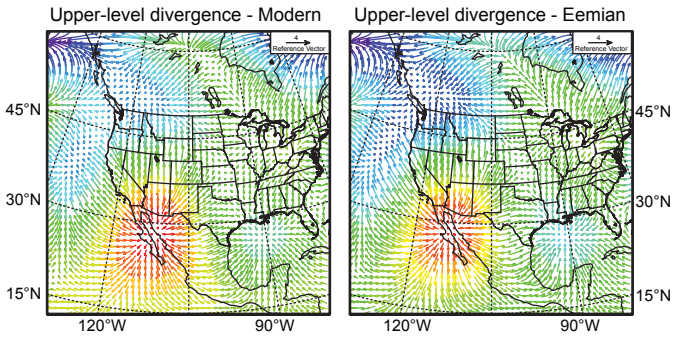 Upper-level divergence - Modern
Upper-level divergence - Eemian
4
Reference Vector
4
Reference Vector
45°N
30°N
15°N
45°N
30°N
15°N
120°W
90°W
120°W
90°W